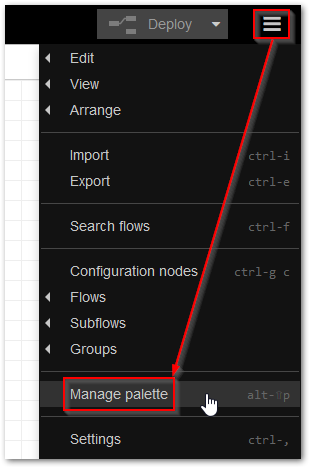 Deploy
Edit
View
Arrange
Import ctrl-i
Export ctrl-e
Search flows ctrl-f
Configuration nodes ctrl-g c
Flows
Subflows
Groups
Manage palette alt-⇧p
Settings ctrl-,